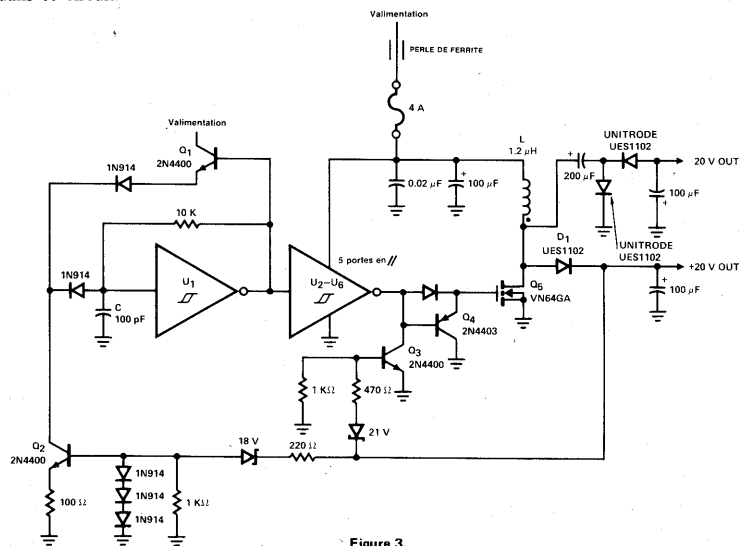 Valimentation
PERLE DE FERRITE
4 A
Valimentation
Q1
2N4400
1N914
10 K
1N914
C
100 pF
U1
5 portes en //
U2–U6
0.02 µF
+
100 µF
L
1.2 µH
+
200 µF
UNITRODE
UES1102
20 V OUT
100 µF
+
UNITRODE
UES1102
D1
UES1102
+20 V OUT
+
100 µF
Q5
VN64GA
Q4
2N4403
Q3
2N4400
1 KΩ
470 Ω
21 V
18 V
220 Ω
Q2
2N4400
100 Ω
1N914
1N914
1N914
1 KΩ
Figure 3.